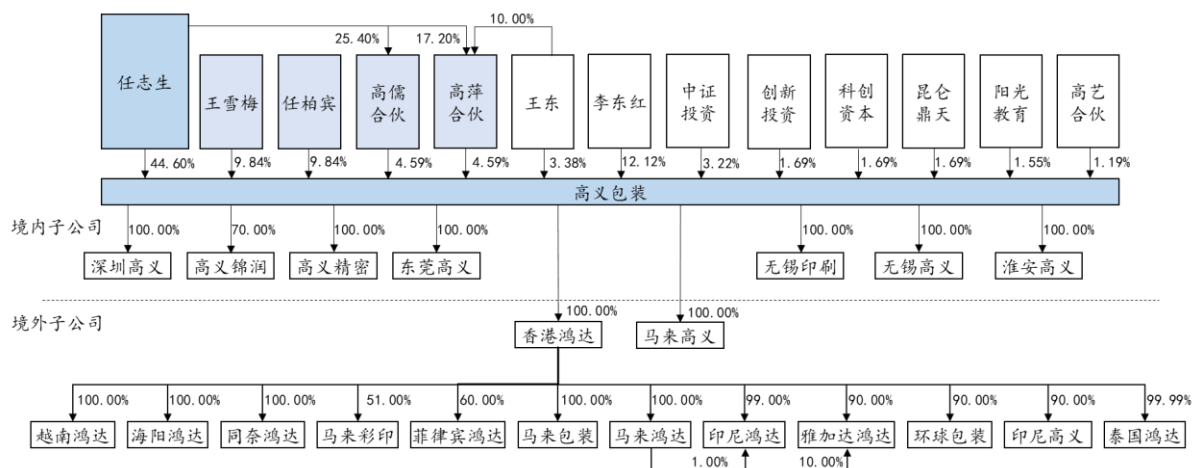 10.00%
25.40%
17.20%
任志生
王雪梅
任柏宾
高儒
合伙
高萍
合伙
王东
李东红
中证
投资
创新
投资
科创
资本
昆仑
鼎天
阳光
教育
高艺
合伙
44.60%
9.84%
9.84%
4.59%
4.59%
3.38%
12.12%
3.22%
1.69%
1.69%
1.69%
1.55%
1.19%
高义包装
境内子公司
100.00%
70.00%
100.00%
100.00%
100.00%
100.00%
100.00%
深圳高义
高义锦润
高义精密
东莞高义
无锡印刷
无锡高义
淮安高义
境外子公司
100.00%
100.00%
香港鸿达
马来高义
100.00%
100.00%
100.00%
51.00%
60.00%
100.00%
100.00%
99.00%
90.00%
90.00%
90.00%
99.99%
越南鸿达
海阳鸿达
同奈鸿达
马来彩印
菲律宾鸿达
马来包装
马来鸿达
印尼鸿达
雅加达鸿达
环球包装
印尼高义
泰国鸿达
1.00%
10.00%